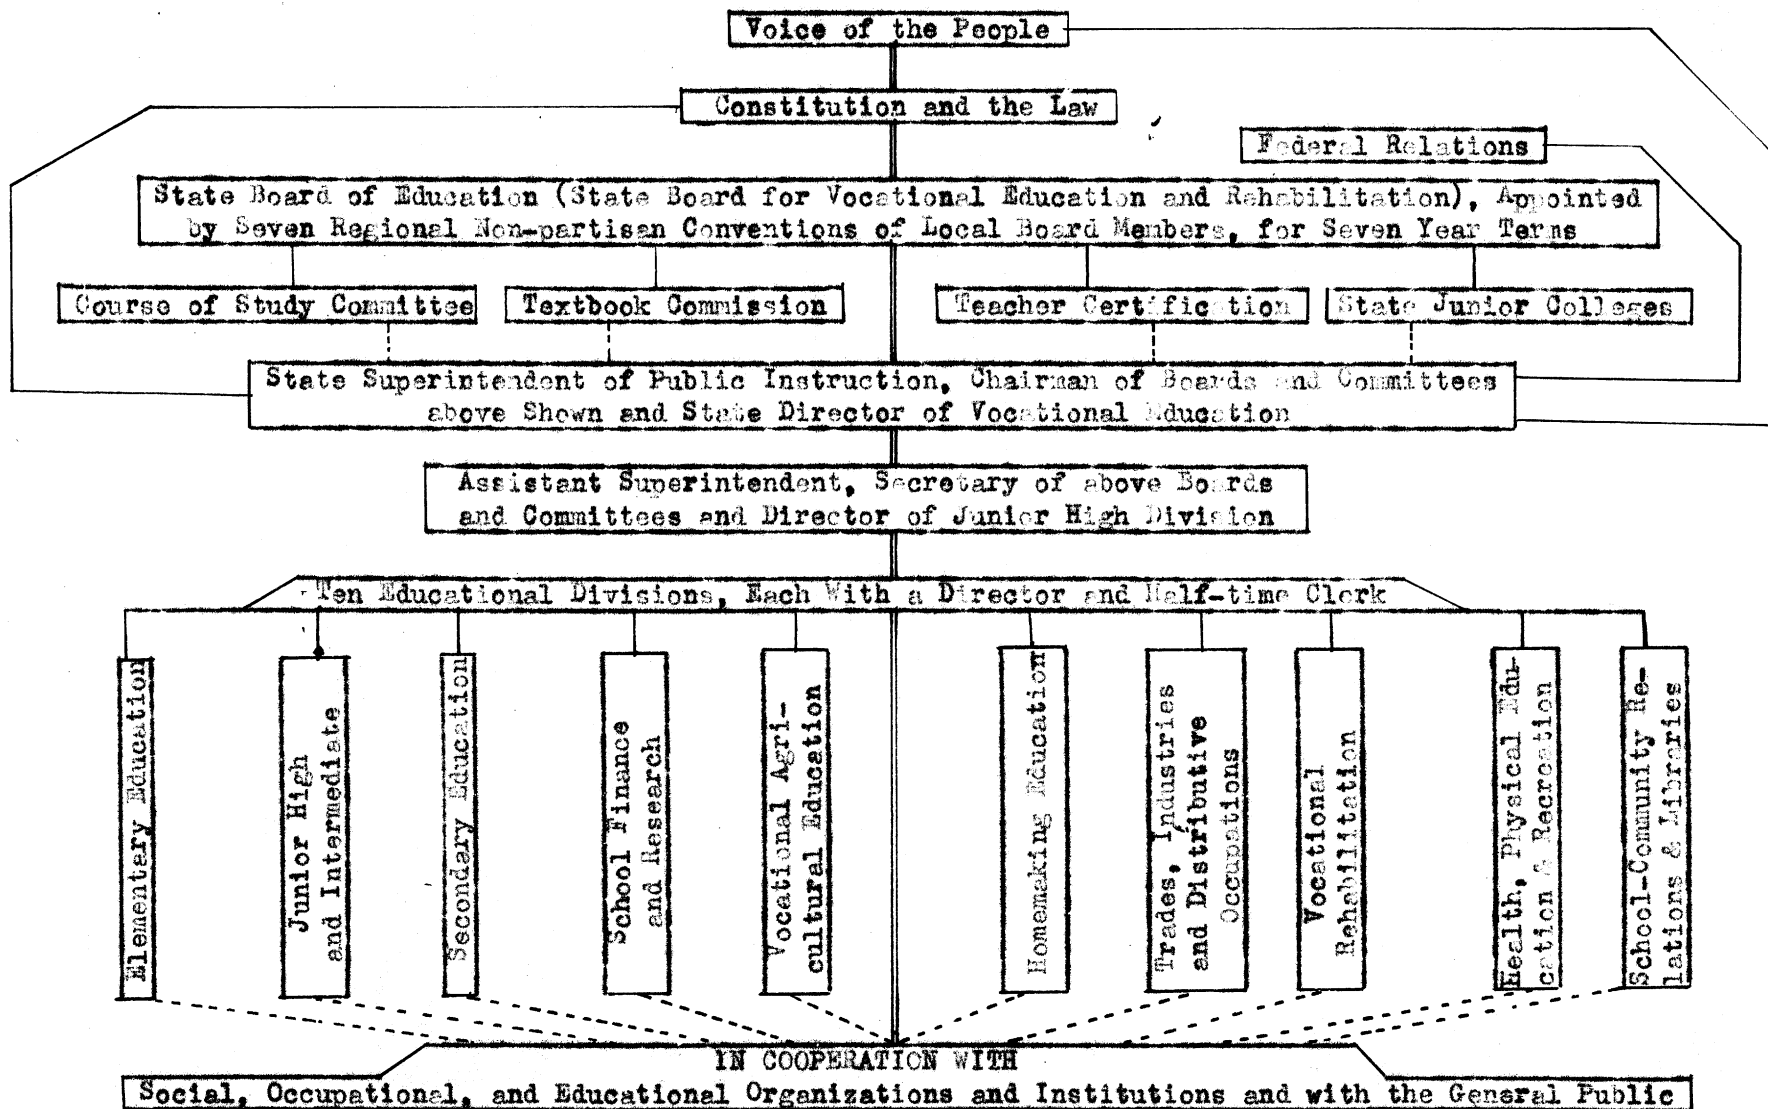 Voice of the People
Constitution and the Law
Federal Relations
State Board of Education (State Board for Vocational Education and Rehabilitation), Appointed
by Seven Regional Non-partisan Conventions of Local Board Members, for Seven Year Terms
Course of Study Committee
Textbook Commission
Teacher Certification
State Junior Colleges
State Superintendent of Public Instruction, Chairman of Boards and Committees
above Shown and State Director of Vocational Education
Assistant Superintendent, Secretary of above Boards
and Committees and Director of Junior High Division
Ten Educational Divisions, Each With a Director and Half-time Clerk
Elementary Education
Junior High
and Intermediate
Secondary Education
School Finance
and Research
Vocational Agri-
cultural Education
Homemaking Education
Trades, Industries
and Distributive
Occupations
Vocational
Rehabilitation
Health, Physical Edu-
cation & Recreation
School-Community Re-
lations & Libraries
IN COOPERATION WITH
Social, Occupational, and Educational Organizations and Institutions and with the General Public